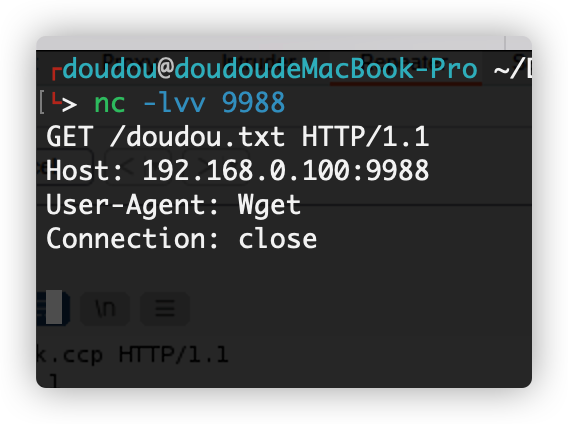 doudou@doudoudeMacBook-Pro ~/D
> nc -lvv 9988
GET /doudou.txt HTTP/1.1
Host: 192.168.0.100:9988
User-Agent: Wget
Connection: close
\n
k.ccp HTTP/1.1